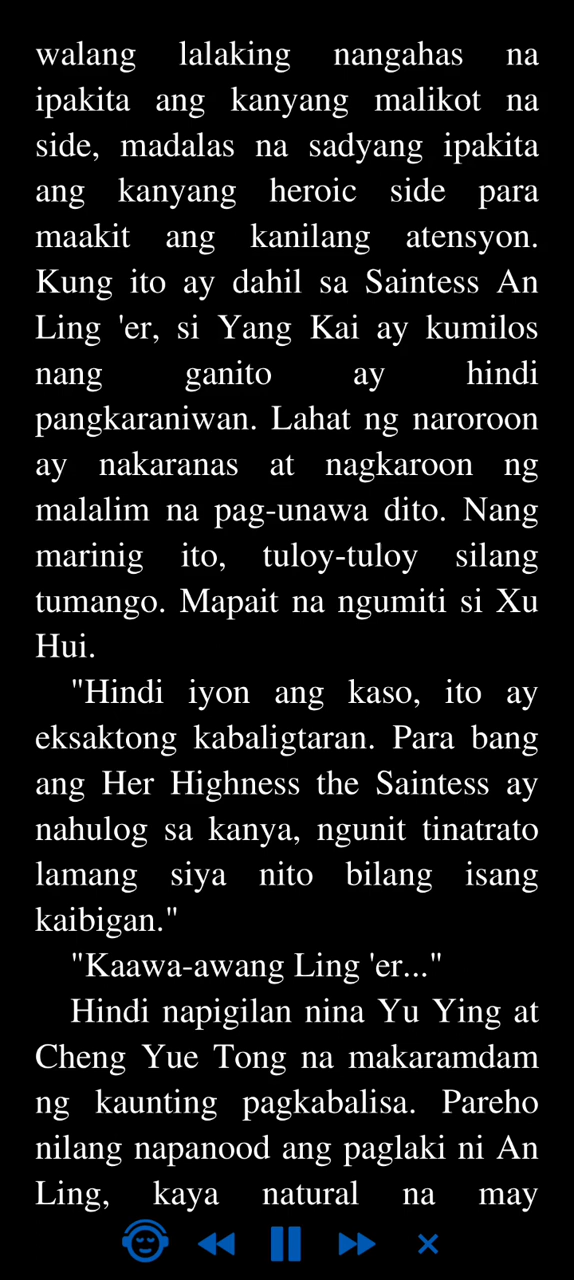 walang lalaking nangahas na
ipakita ang kanyang malikot na
side, madalas na sadyang ipakita
ang kanyang heroic side para
maakit ang kanilang atensyon.
Kung ito ay dahil sa Saintess An
Ling 'er, si Yang Kai ay kumilos
nang ganito ay hindi
pangkaraniwan. Lahat ng naroroon
ay nakaranas at nagkaroon ng
malalim na pag-unawa dito. Nang
marinig ito, tuloy-tuloy silang
tumango. Mapait na ngumiti si Xu
Hui.
"Hindi iyon ang kaso, ito ay
eksaktong kabaligtaran. Para bang
ang Her Highness the Saintess ay
nahulog sa kanya, ngunit tinatrato
lamang siya nito bilang isang
kaibigan."
"Kaawa-awang Ling 'er..."
Hindi napigilan nina Yu Ying at
Cheng Yue Tong na makaramdam
ng kaunting pagkabalisa. Pareho
nilang napanood ang paglaki ni An
Ling, kaya natural na may